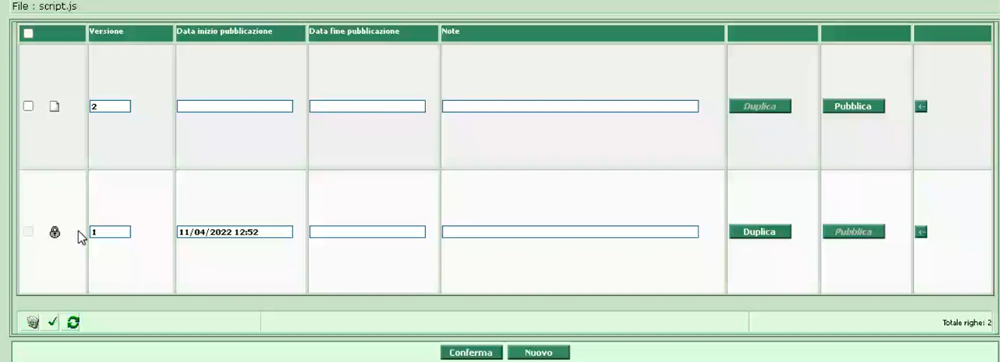 File : script.js
Versione Data inizio pubblicazione Data fine pubblicazione Note
2 Duplica Pubblica ←
1 11/04/2022 12:52 Duplica Pubblica ←
Totale righe: 2
Conferma Nuovo